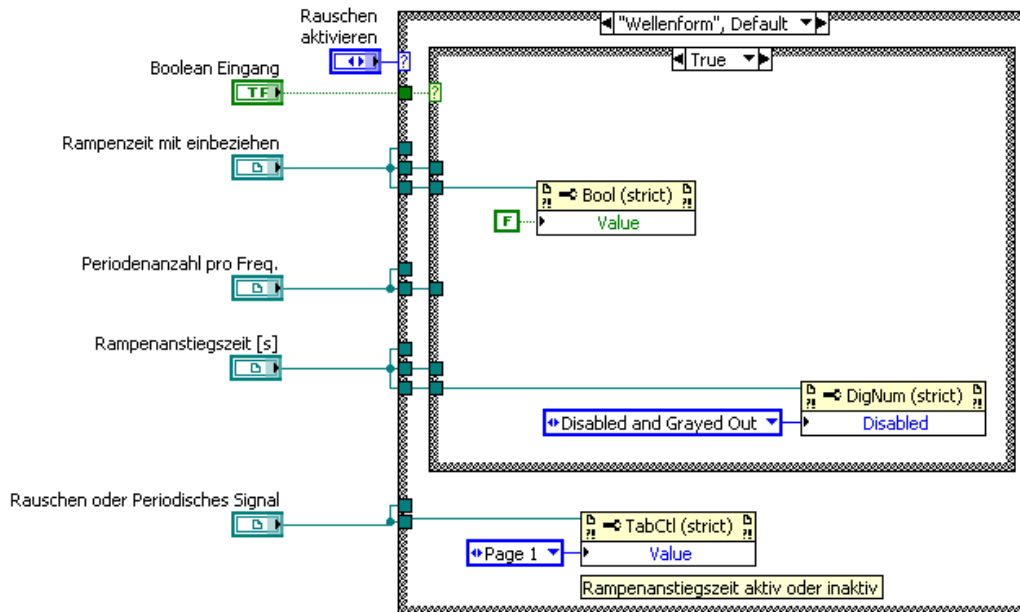 Rauschen
aktivieren
"Wellenform", Default
?
True
Boolean Eingang
TF
?
Rampenzeit mit einbeziehen
Bool (strict)
F
Value
Periodenanzahl pro Freq.
Rampenanstiegszeit [s]
DigNum (strict)
Disabled and Grayed Out
Disabled
Rauschen oder Periodisches Signal
TabCtl (strict)
Page 1
Value
Rampenanstiegszeit aktiv oder inaktiv